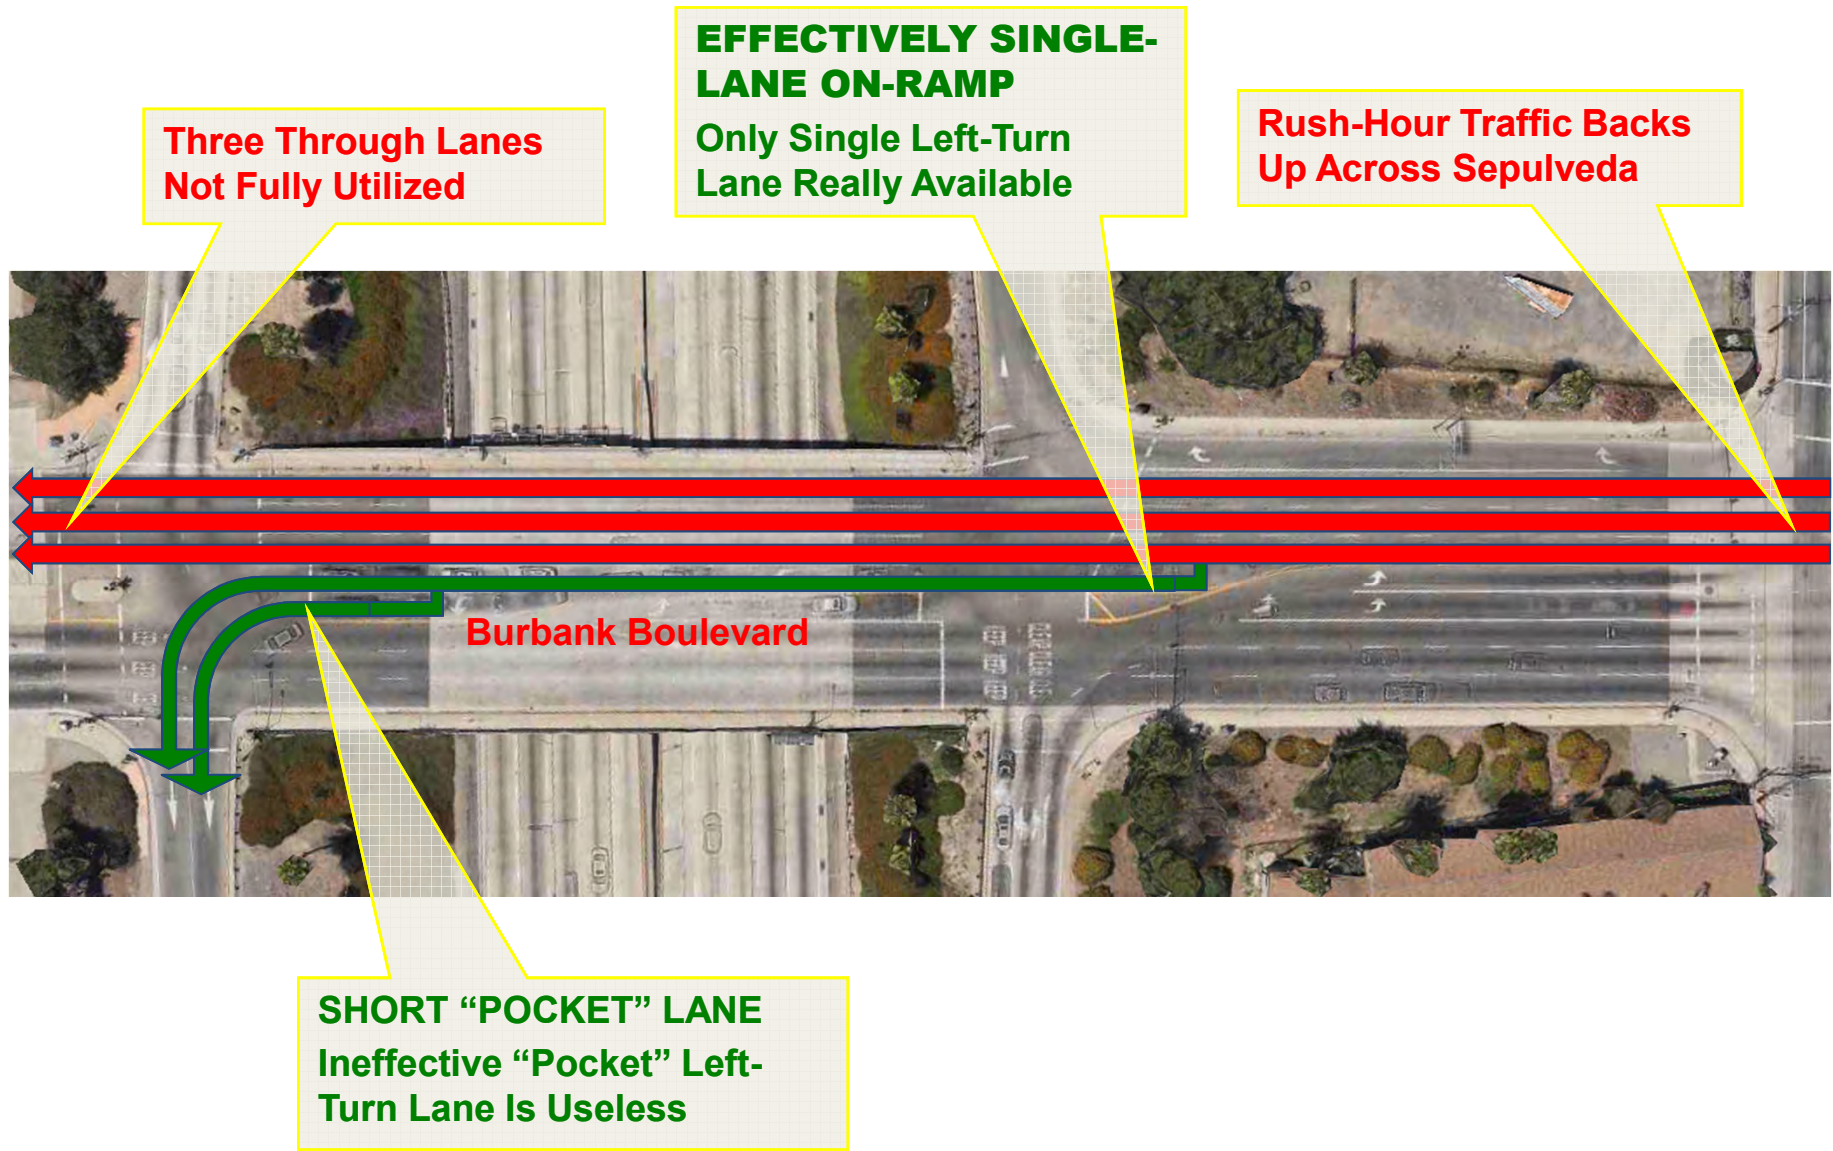 EFFECTIVELY SINGLE-
LANE ON-RAMP
Only Single Left-Turn
Lane Really Available
Three Through Lanes
Not Fully Utilized
Rush-Hour Traffic Backs
Up Across Sepulveda
Burbank Boulevard
SHORT “POCKET” LANE
Ineffective “Pocket” Left-
Turn Lane Is Useless